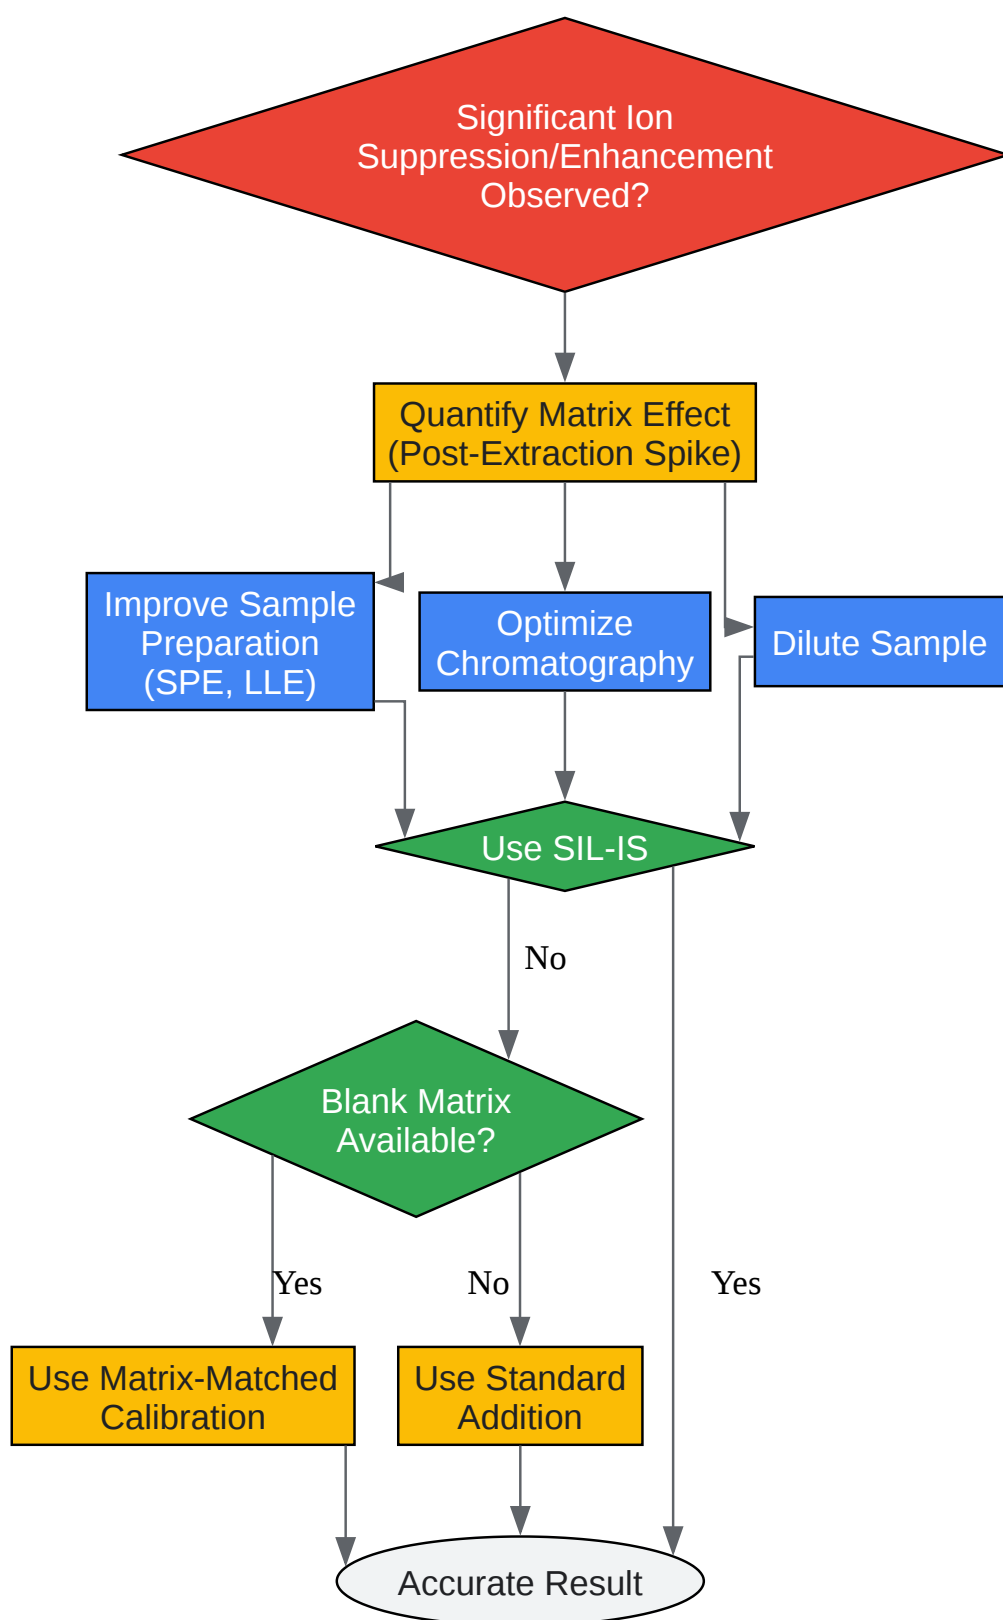 Significant Ion
Suppression/Enhancement
Observed?
Quantify Matrix Effect
(Post-Extraction Spike)
Improve Sample
Preparation
(SPE, LLE)
Optimize
Chromatography
Dilute Sample
Use SIL-IS
No
Blank Matrix
Available?
Yes
No
Yes
Use Matrix-Matched
Calibration
Use Standard
Addition
Accurate Result